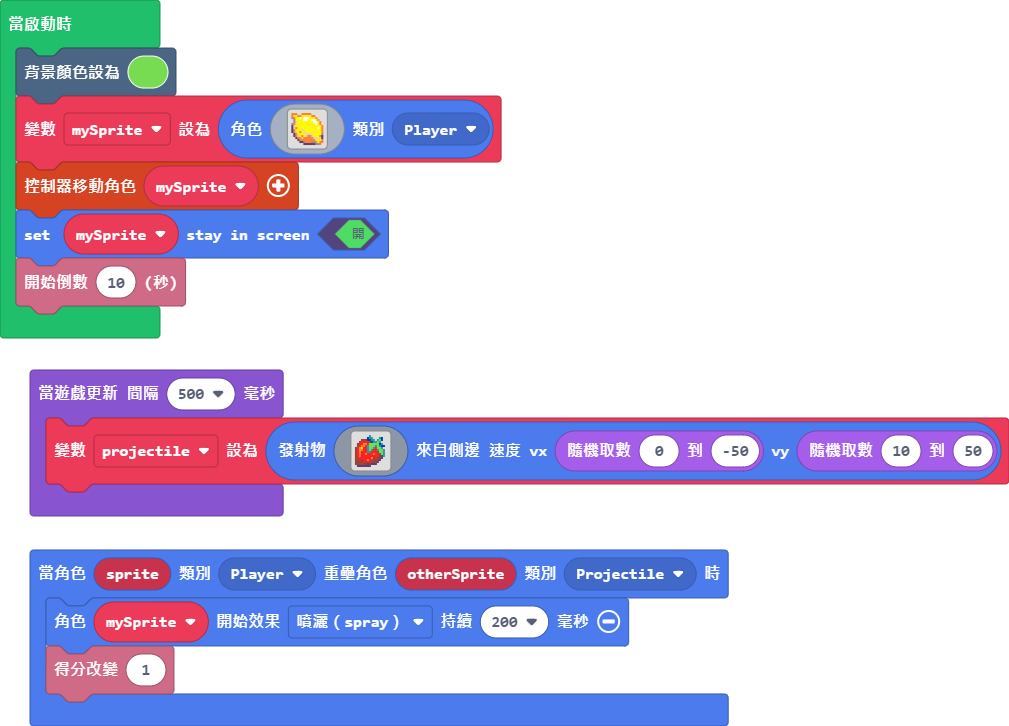 當啟動時
背景顏色設為
變數 mySprite 設為 角色 類別 Player
控制器移動角色 mySprite
set mySprite stay in screen 開
開始倒數 10 (秒)
當遊戲更新 間隔 500 毫秒
變數 projectile 設為 發射物 來自側邊 速度 vx 隨機取數 0 到 -50 vy 隨機取數 10 到 50
當角色 sprite 類別 Player 重疊角色 otherSprite 類別 Projectile 時
角色 mySprite 開始效果 噴灑 ( spray ) 持續 200 毫秒
得分改變 1